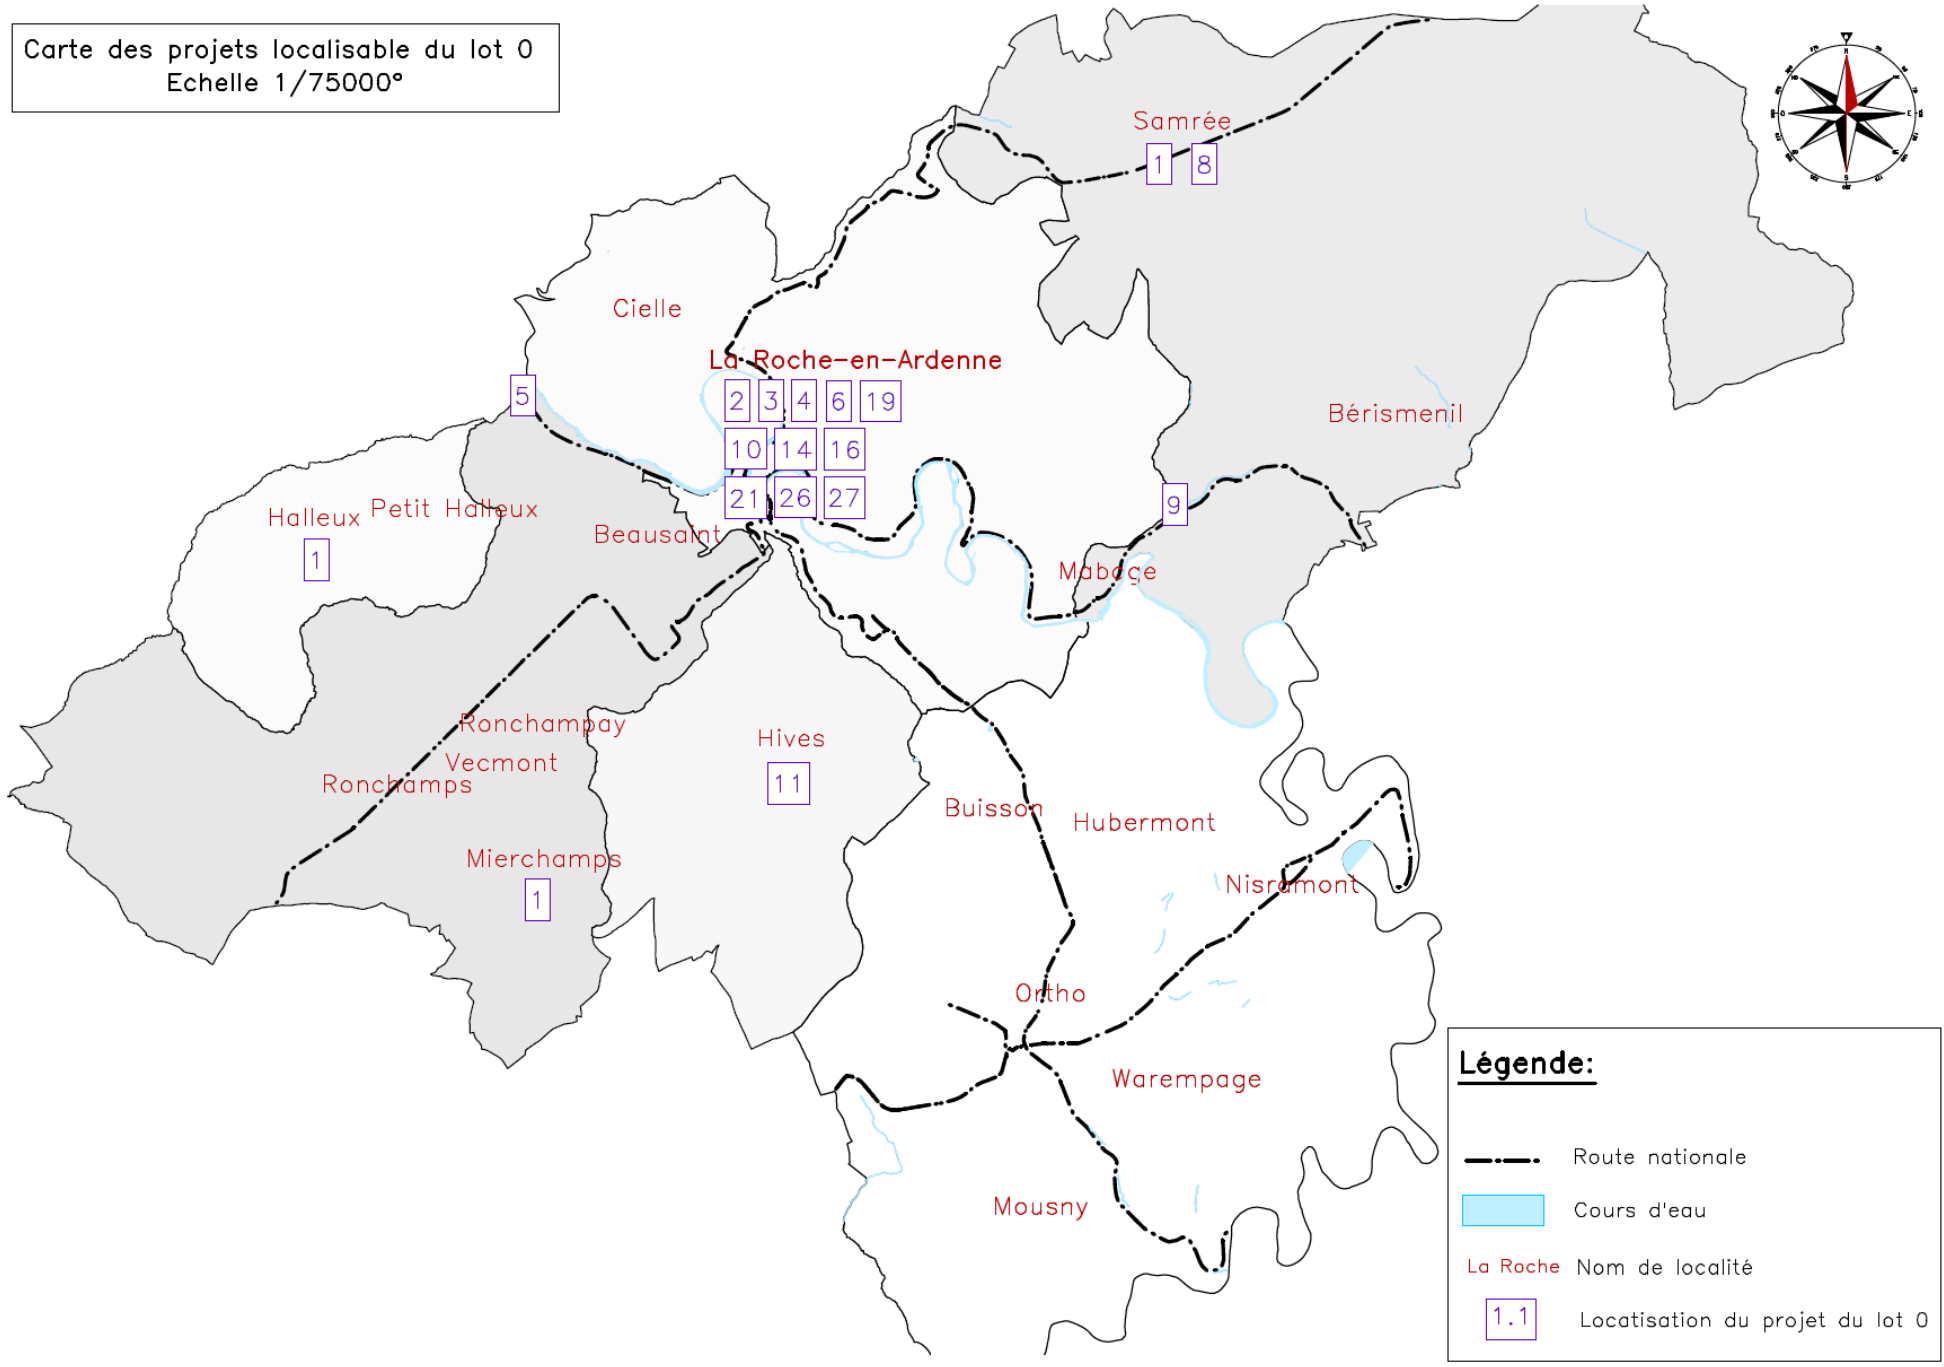 Carte des projets localisable du lot 0
Echelle 1/75000°
Samrée
1 8
Cielle
La Roche-en-Ardenne
5
2 3 4 6 19
Bérismenil
10 14 16
21 26 27
9
Halleux
Petit Halleux
Beausaint
1
Maboge
Ronchampay
Hives
Vecmont
Ronchamps
11
Buisson
Hubermont
Mierchamps
1
Nisramont
Ortho
Warempage
Mousny
Légende:
Route nationale
Cours d'eau
La Roche Nom de localité
1.1 Locatisation du projet du lot 0